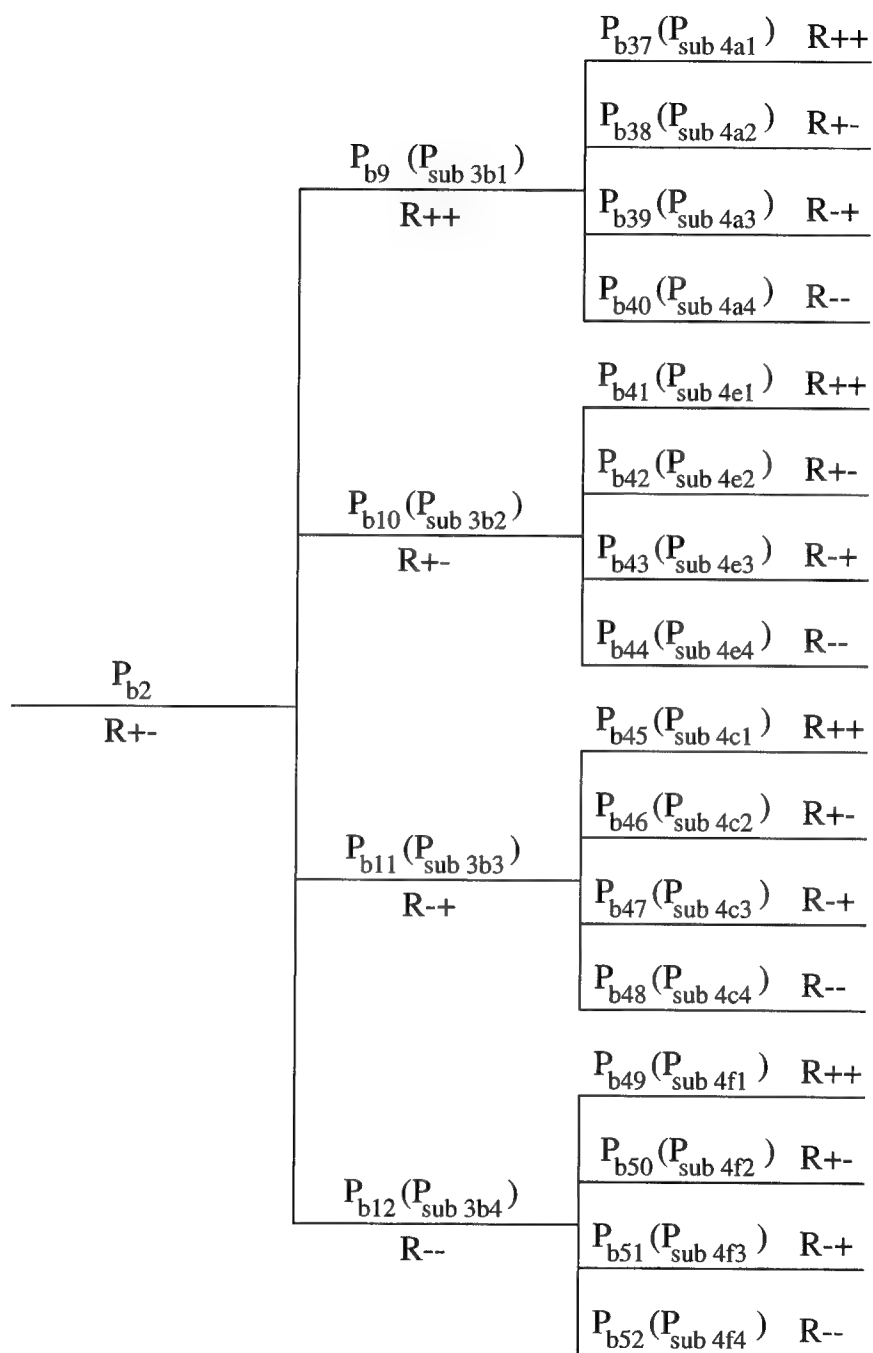 P_b37 (P_sub 4a1) R++
P_b38 (P_sub 4a2) R+-
P_b9 (P_sub 3b1)
R++
P_b39 (P_sub 4a3) R-+
P_b40 (P_sub 4a4) R--
P_b41 (P_sub 4e1) R++
P_b42 (P_sub 4e2) R+-
P_b10 (P_sub 3b2)
R+-
P_b43 (P_sub 4e3) R-+
P_b44 (P_sub 4e4) R--
P_b2
R+-
P_b45 (P_sub 4c1) R++
P_b46 (P_sub 4c2) R+-
P_b11 (P_sub 3b3)
R-+
P_b47 (P_sub 4c3) R-+
P_b48 (P_sub 4c4) R--
P_b49 (P_sub 4f1) R++
P_b50 (P_sub 4f2) R+-
P_b12 (P_sub 3b4)
R--
P_b51 (P_sub 4f3) R-+
P_b52 (P_sub 4f4) R--